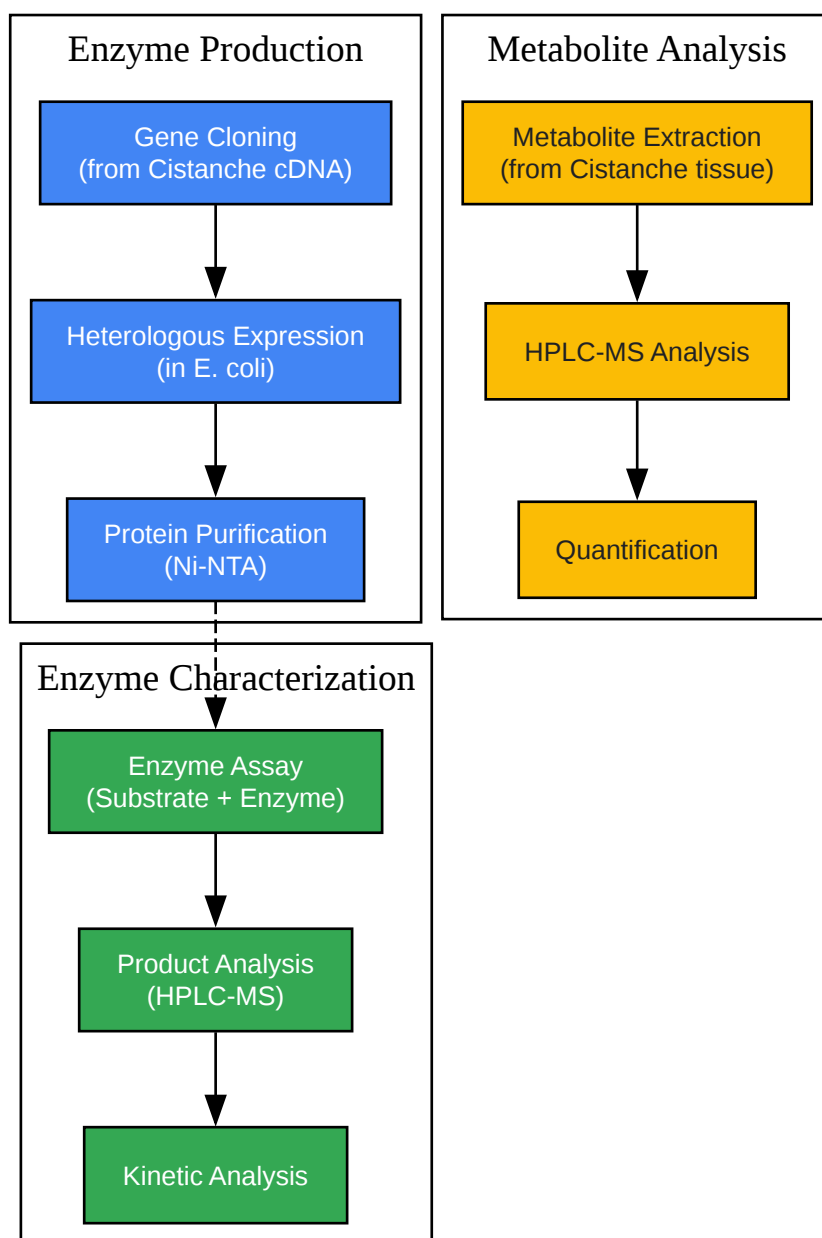 Enzyme Production
Gene Cloning
(from Cistanche cDNA)
Heterologous Expression
(in E. coli)
Protein Purification
(Ni-NTA)
Metabolite Analysis
Metabolite Extraction
(from Cistanche tissue)
HPLC-MS Analysis
Quantification
Enzyme Characterization
Enzyme Assay
(Substrate + Enzyme)
Product Analysis
(HPLC-MS)
Kinetic Analysis